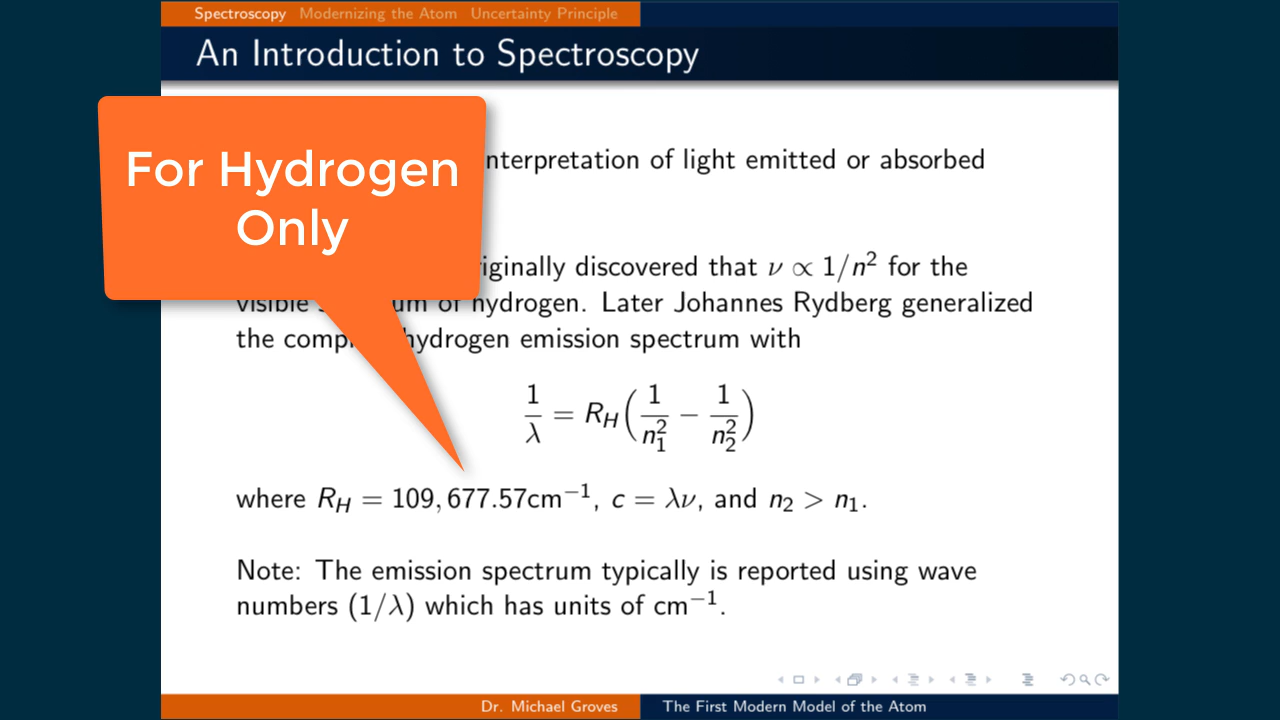 Spectroscopy Modernizing the Atom Uncertainty Principle
An Introduction to Spectroscopy
For Hydrogen
Only
nterpretation of light emitted or absorbed
riginally discovered that ν ∝ 1/n² for the
visible s um of hydrogen. Later Johannes Rydberg generalized
the comp hydrogen emission spectrum with
1/λ = R_H(1/n₁² − 1/n₂²)
where R_H = 109, 677.57cm⁻¹, c = λν, and n₂ > n₁.
Note: The emission spectrum typically is reported using wave
numbers (1/λ) which has units of cm⁻¹.
Dr. Michael Groves The First Modern Model of the Atom